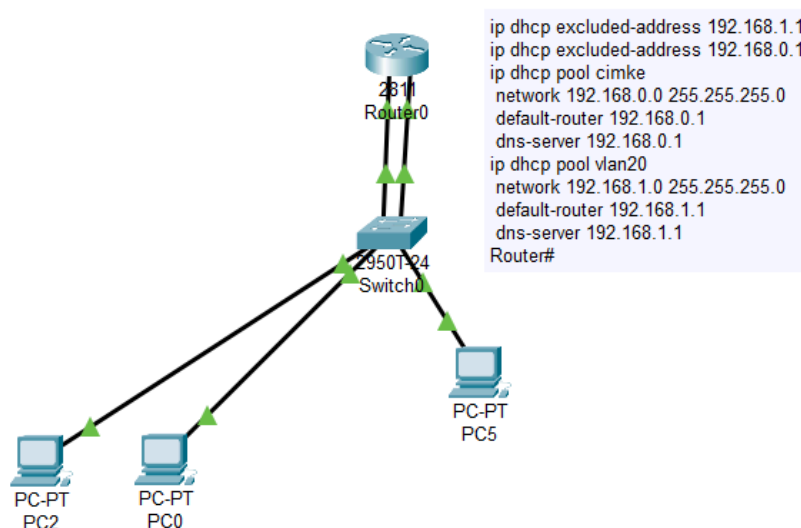 ip dhcp excluded-address 192.168.1.1
ip dhcp excluded-address 192.168.0.1
ip dhcp pool cimke
network 192.168.0.0 255.255.255.0
default-router 192.168.0.1
dns-server 192.168.0.1
ip dhcp pool vlan20
network 192.168.1.0 255.255.255.0
default-router 192.168.1.1
dns-server 192.168.1.1
Router#
2811
Router0
2950T-24
Switch0
PC-PT
PC5
PC-PT
PC2
PC-PT
PC0